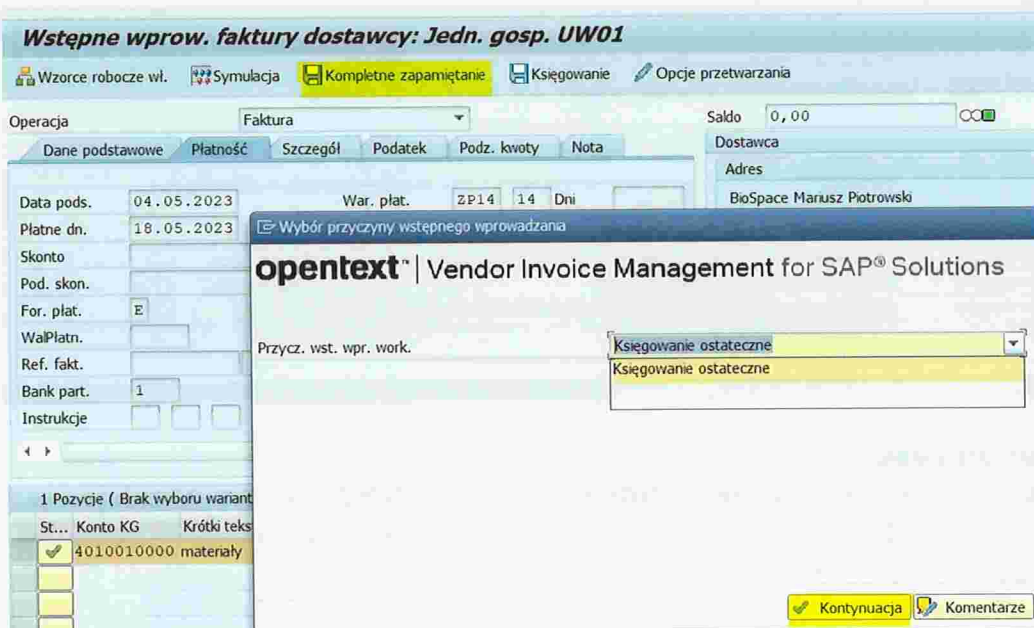 Wstępne wprow. faktury dostawcy: Jedn. gosp. UW01
Wzorce robocze wł. Symulacja Kompletne zapamiętanie Księgowanie Opcje przetwarzania
Operacja Faktura Saldo 0,00
Dane podstawowe Płatność Szczegół Podatek Podz. kwoty Nota Dostawca
Adres
Data pods. 04.05.2023 War. płat. ZP14 14 Dni BioSpace Mariusz Piotrowski
Płatne dn. 18.05.2023
Wybór przyczyny wstępnego wprowadzania
Skonto
opentext™ | Vendor Invoice Management for SAP® Solutions
Pod. skon.
For. płat. E
WalPłatn.
Przycz. wst. wpr. work. Księgowanie ostateczne
Ref. fakt.
Księgowanie ostateczne
Bank part. 1
Instrukcje
1 Pozycje ( Brak wyboru wariant
St... Konto KG Krótki teks
4010010000 materiały
Kontynuacja Komentarze